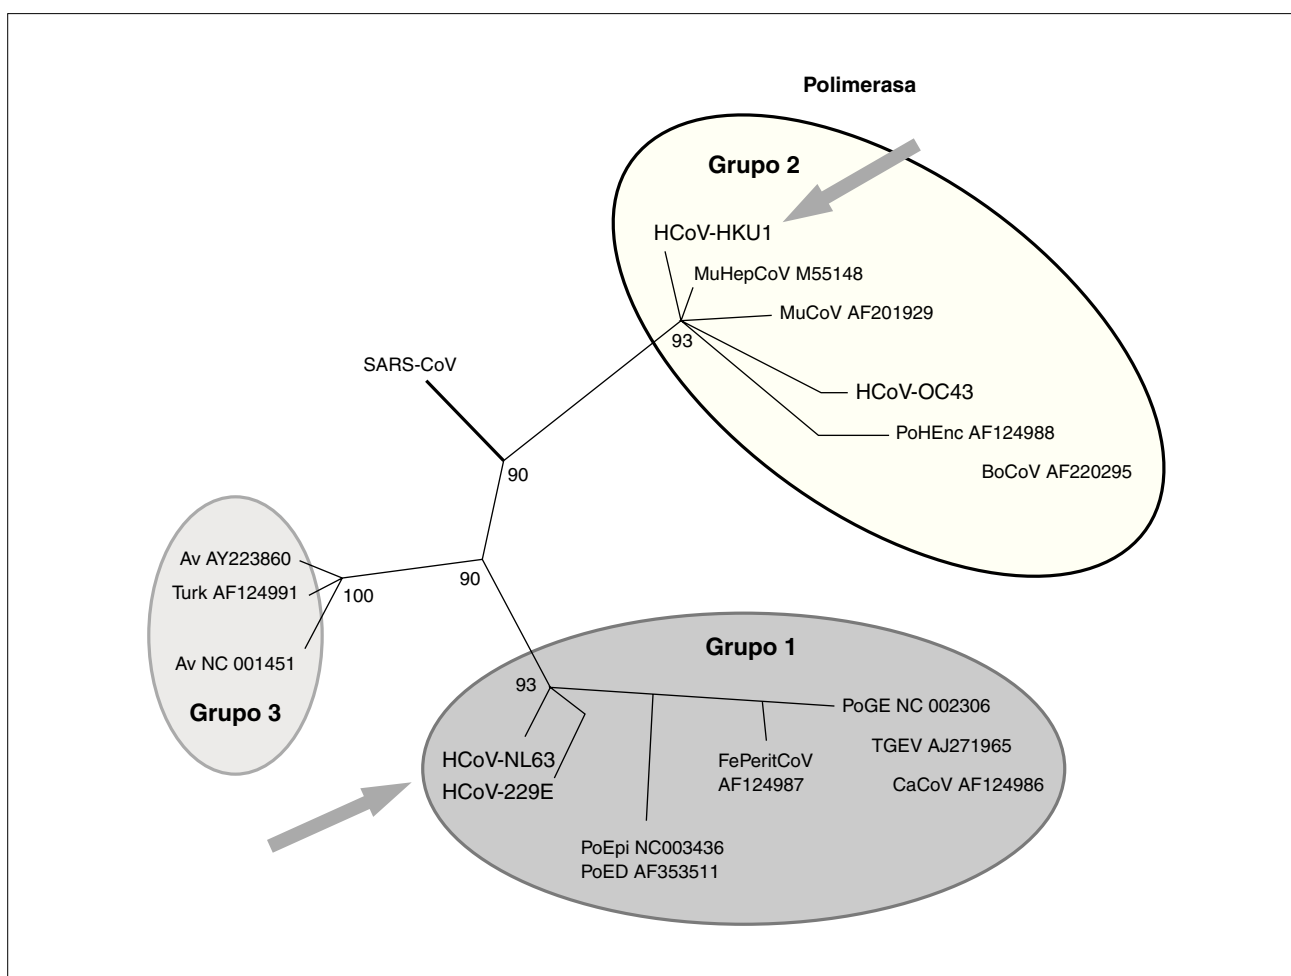 Polimerasa
Grupo 2
HCoV-HKU1
MuHepCoV M55148
MuCoV AF201929
93
SARS-CoV
HCoV-OC43
PoHEnc AF124988
BoCoV AF220295
90
Av AY223860
Turk AF124991
100
90
Av NC 001451
Grupo 3
Grupo 1
93
PoGE NC 002306
TGEV AJ271965
CaCoV AF124986
FePeritCoV
AF124987
HCoV-NL63
HCoV-229E
PoEpi NC003436
PoED AF353511